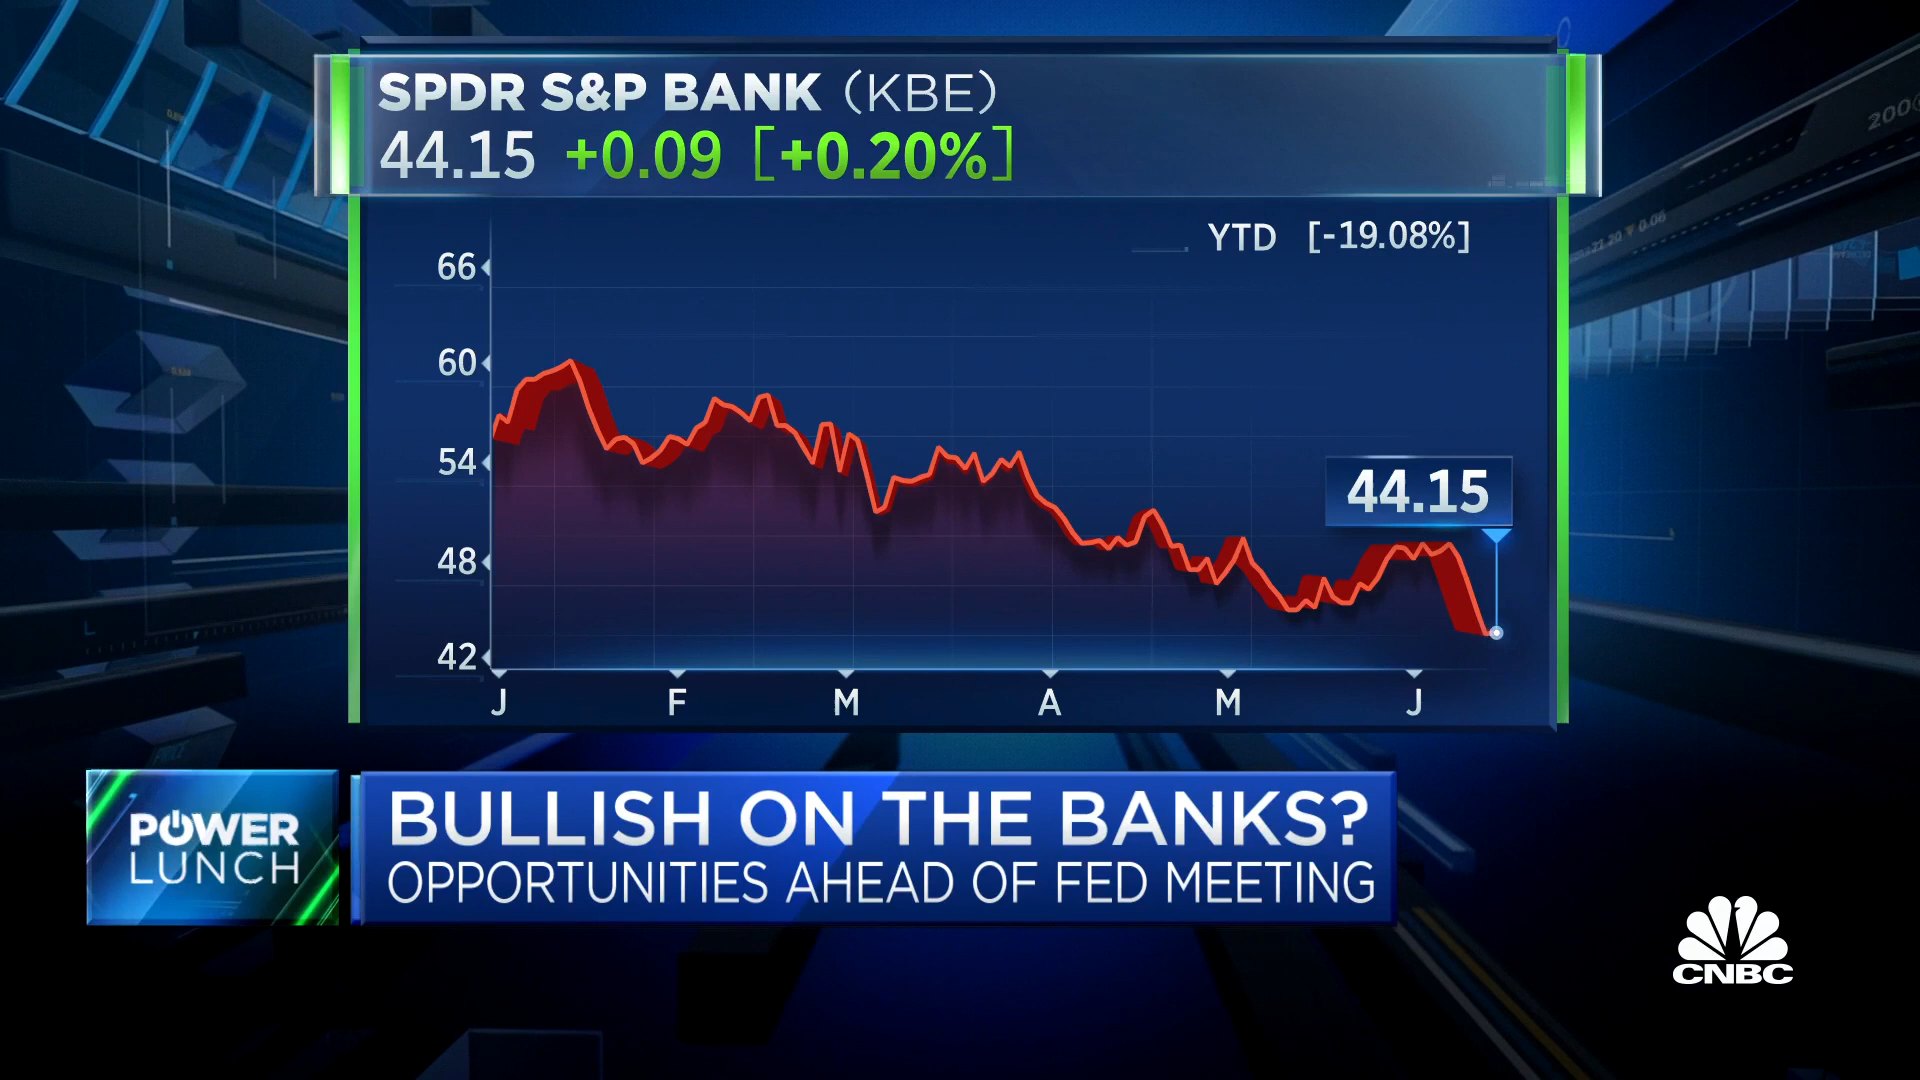 SPDR S&P BANK (KBE)
44.15 +0.09 [+0.20%]
YTD [-19.08%]
66
60
54
48
42
44.15
J F M A M J
POWER
LUNCH
BULLISH ON THE BANKS?
OPPORTUNITIES AHEAD OF FED MEETING
CNBC